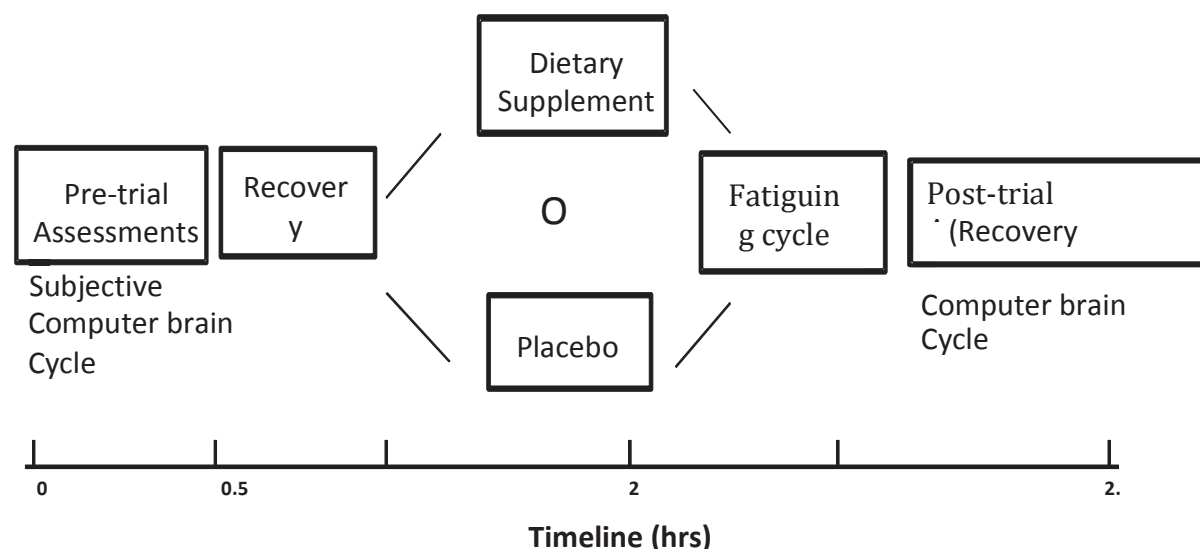 Dietary
Supplement
Pre-trial
Assessments
Recover
y
O
Fatiguin
g cycle
Post-trial
(Recovery
Subjective
Computer brain
Cycle
Placebo
Computer brain
Cycle
0
0.5
2
2.
Timeline (hrs)